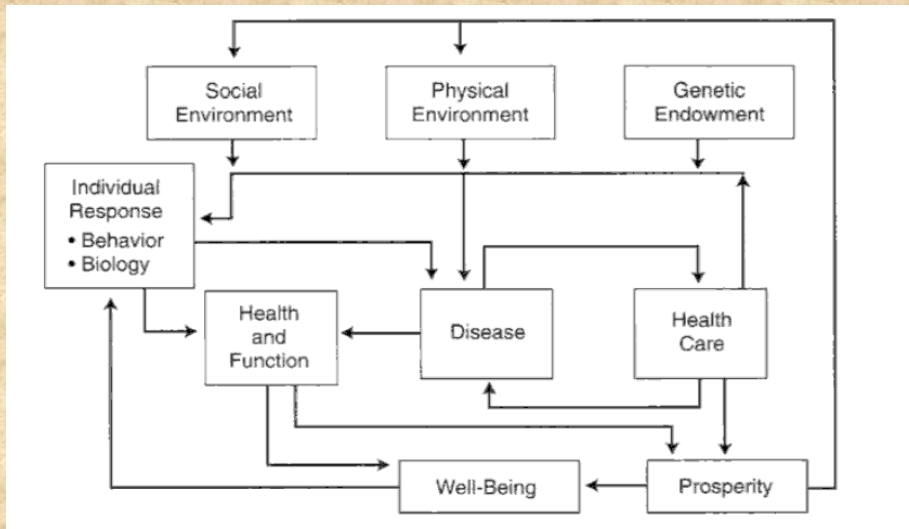 Social
Environment
Physical
Environment
Genetic
Endowment
Individual
Response
• Behavior
• Biology
Health
and
Function
Disease
Health
Care
Well-Being
Prosperity